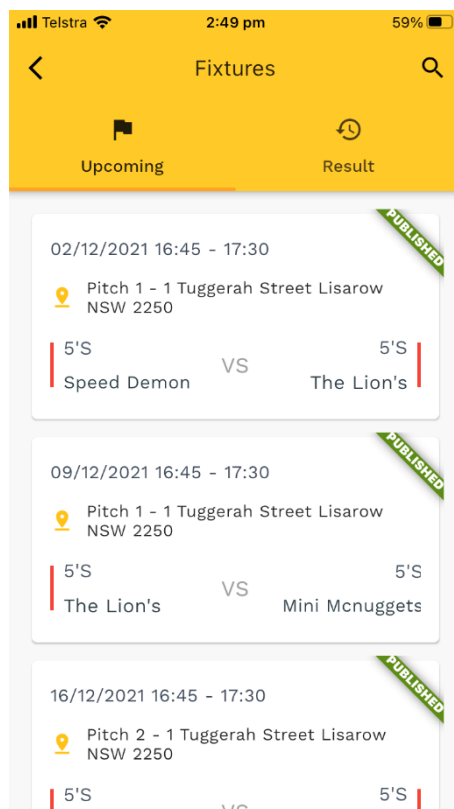 Telstra 2:49 pm 59%
Fixtures
Upcoming Result
PUBLISHED
02/12/2021 16:45 - 17:30
Pitch 1 - 1 Tuggerah Street Lisarow
NSW 2250
5'S 5'S
Speed Demon VS The Lion's
PUBLISHED
09/12/2021 16:45 - 17:30
Pitch 1 - 1 Tuggerah Street Lisarow
NSW 2250
5'S 5'S
The Lion's VS Mini Mcnuggets
PUBLISHED
16/12/2021 16:45 - 17:30
Pitch 2 - 1 Tuggerah Street Lisarow
NSW 2250
5'S 5'S
VS